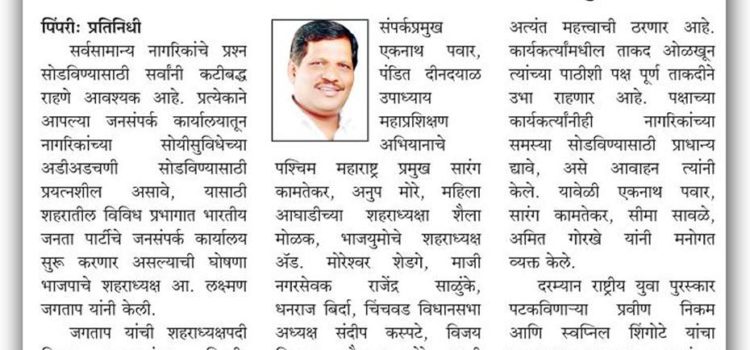 पिंपरीः प्रतिनिधी
सर्वसामान्य नागरिकांचे प्रश्न
सोडविण्यासाठी सर्वांनी कटीबद्ध
राहणे आवश्यक आहे. प्रत्येकाने
आपल्या जनसंपर्क कार्यालयातून
नागरिकांच्या सोयीसुविधेच्या
अडीअडचणी सोडविण्यासाठी
प्रयत्नशील असावे, यासाठी
शहरातील विविध प्रभागात भारतीय
जनता पार्टीचे जनसंपर्क कार्यालय
सुरू करणार असल्याची घोषणा
भाजपाचे शहराध्यक्ष आ. लक्ष्मण
जगताप यांनी केली.
जगताप यांची शहराध्यक्षपदी
संपर्कप्रमुख
एकनाथ पवार,
पंडित दीनदयाळ
उपाध्याय
महाप्रशिक्षण
अभियानाचे
पश्चिम महाराष्ट्र प्रमुख सारंग
कामतेकर, अनुप मोरे, महिला
आघाडीच्या शहराध्यक्षा शैला
मोळक, भाजयुमोचे शहराध्यक्ष
अ‍ॅड. मोरेश्वर शेडगे, माजी
नगरसेवक राजेंद्र साळुंके,
धनराज बिर्दा, चिंचवड विधानसभा
अध्यक्ष संदीप कस्पटे, विजय
अत्यंत महत्त्वाची ठरणार आहे.
कार्यकर्त्यांमधील ताकद ओळखून
त्यांच्या पाठीशी पक्ष पूर्ण ताकदीने
उभा राहणार आहे. पक्षाच्या
कार्यकर्त्यांनीही नागरिकांच्या
समस्या सोडविण्यासाठी प्राधान्य
द्यावे, असे आवाहन त्यांनी
केले. यावेळी एकनाथ पवार,
सारंग कामतेकर, सीमा सावळे,
अमित गोरखे यांनी मनोगत
व्यक्त केले.
दरम्यान राष्ट्रीय युवा पुरस्कार
पटकविणाऱ्या प्रवीण निकम
आणि स्वप्निल शिंगोटे यांचा